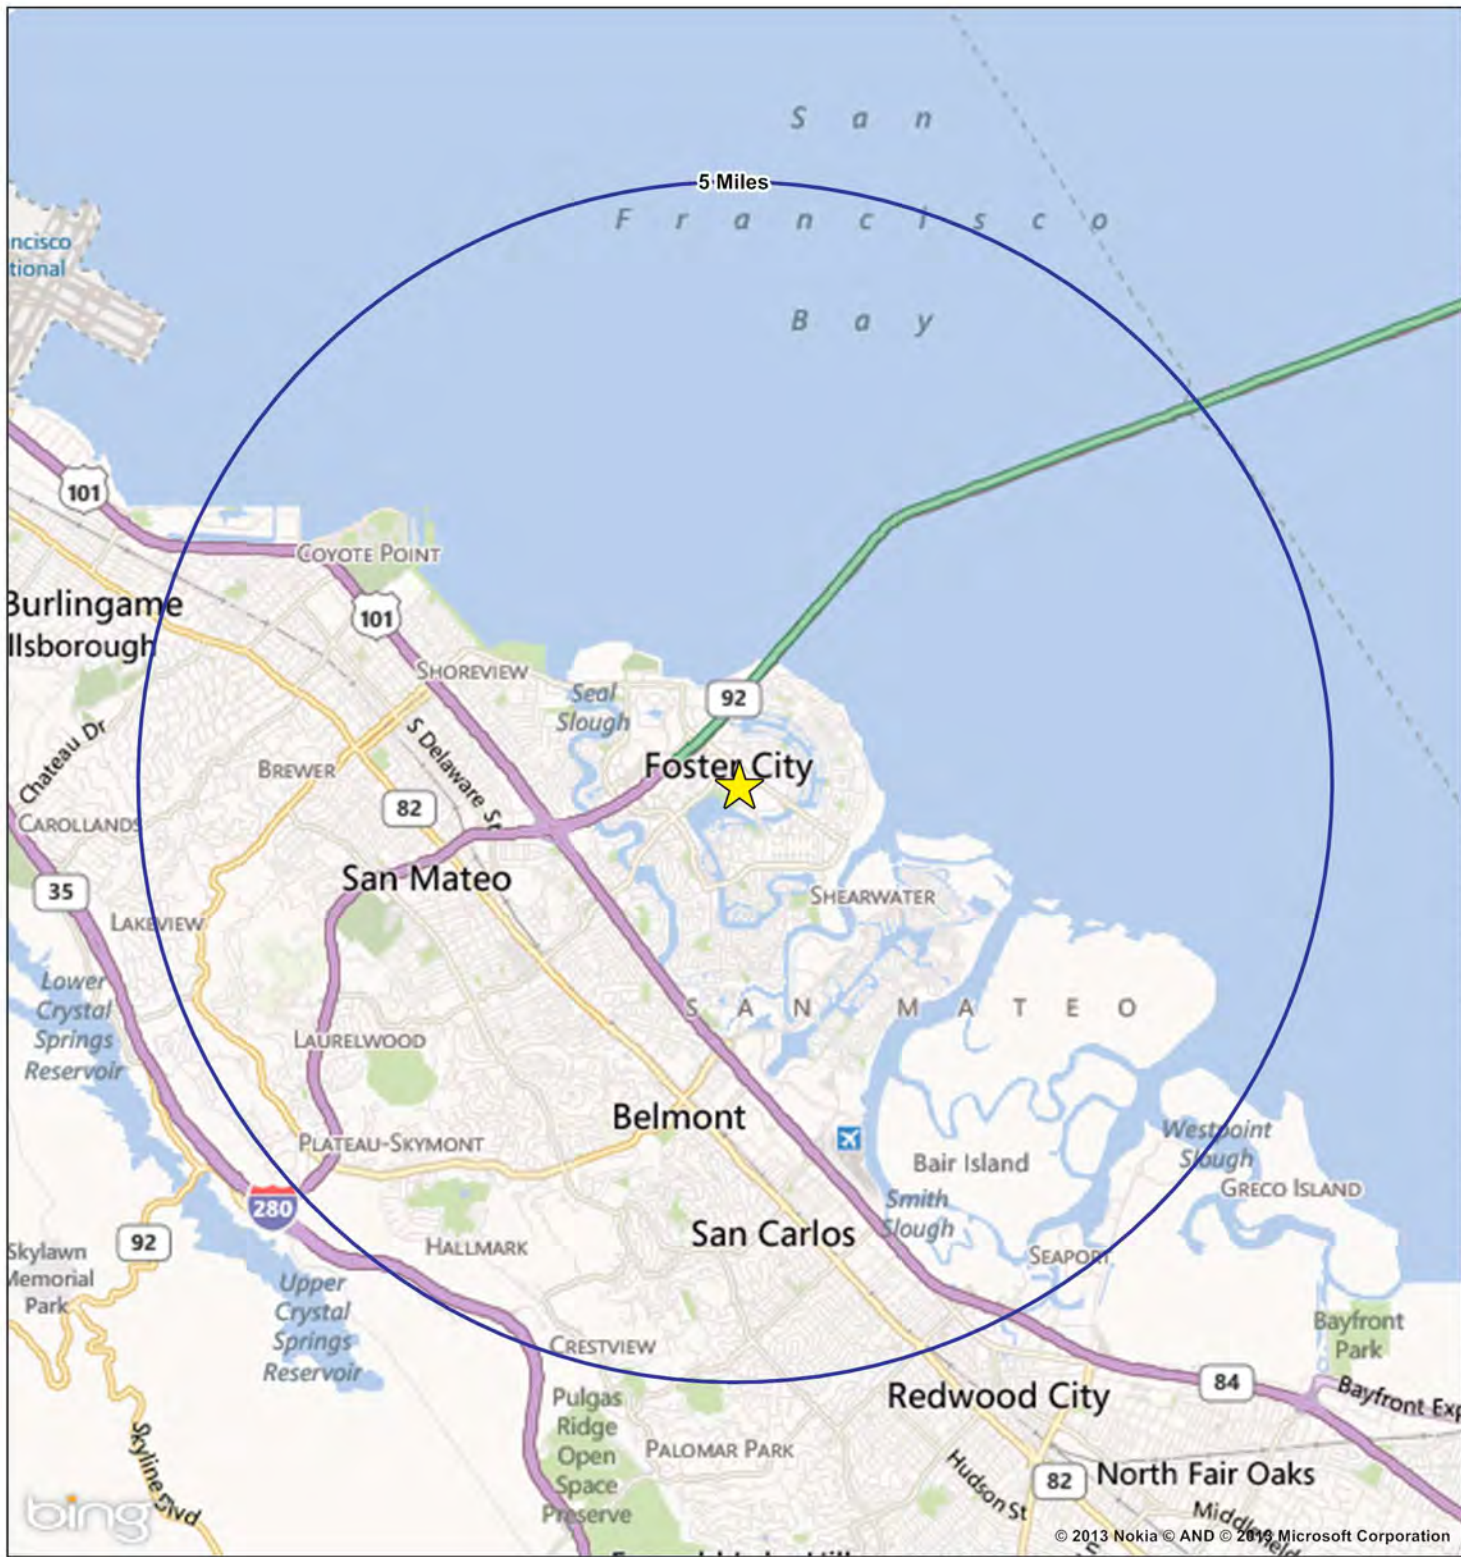 San
5 Miles
Francisco
ncisco
tional
Bay
101
COYOTE POINT
Burlingame
101
llsborough
SHOREVIEW
Seal
Slough
92
S Delaware St
Chateau Dr
Foster City
BREWER
82
CAROLLANDS
San Mateo
35
SHEARWATER
LAKEVIEW
Lower
Crystal
Springs
Reservoir
SAN MATEO
LAURELWOOD
Belmont
PLATEAU-SKYMONT
Westpoint
Slough
Bair Island
GRECO ISLAND
280
Smith
Slough
San Carlos
92
HALLMARK
SEAPORT
Skylawn
Memorial
Park
Upper
Crystal
Springs
Reservoir
Bayfront
Park
CRESTVIEW
84
Bayfront Exp
Redwood City
Pulgas
Ridge
Open
Space
Preserve
PALOMAR PARK
Skyline Blvd
Hudson St
82
North Fair Oaks
Middlefield
bing
© 2013 Nokia © AND © 2013 Microsoft Corporation